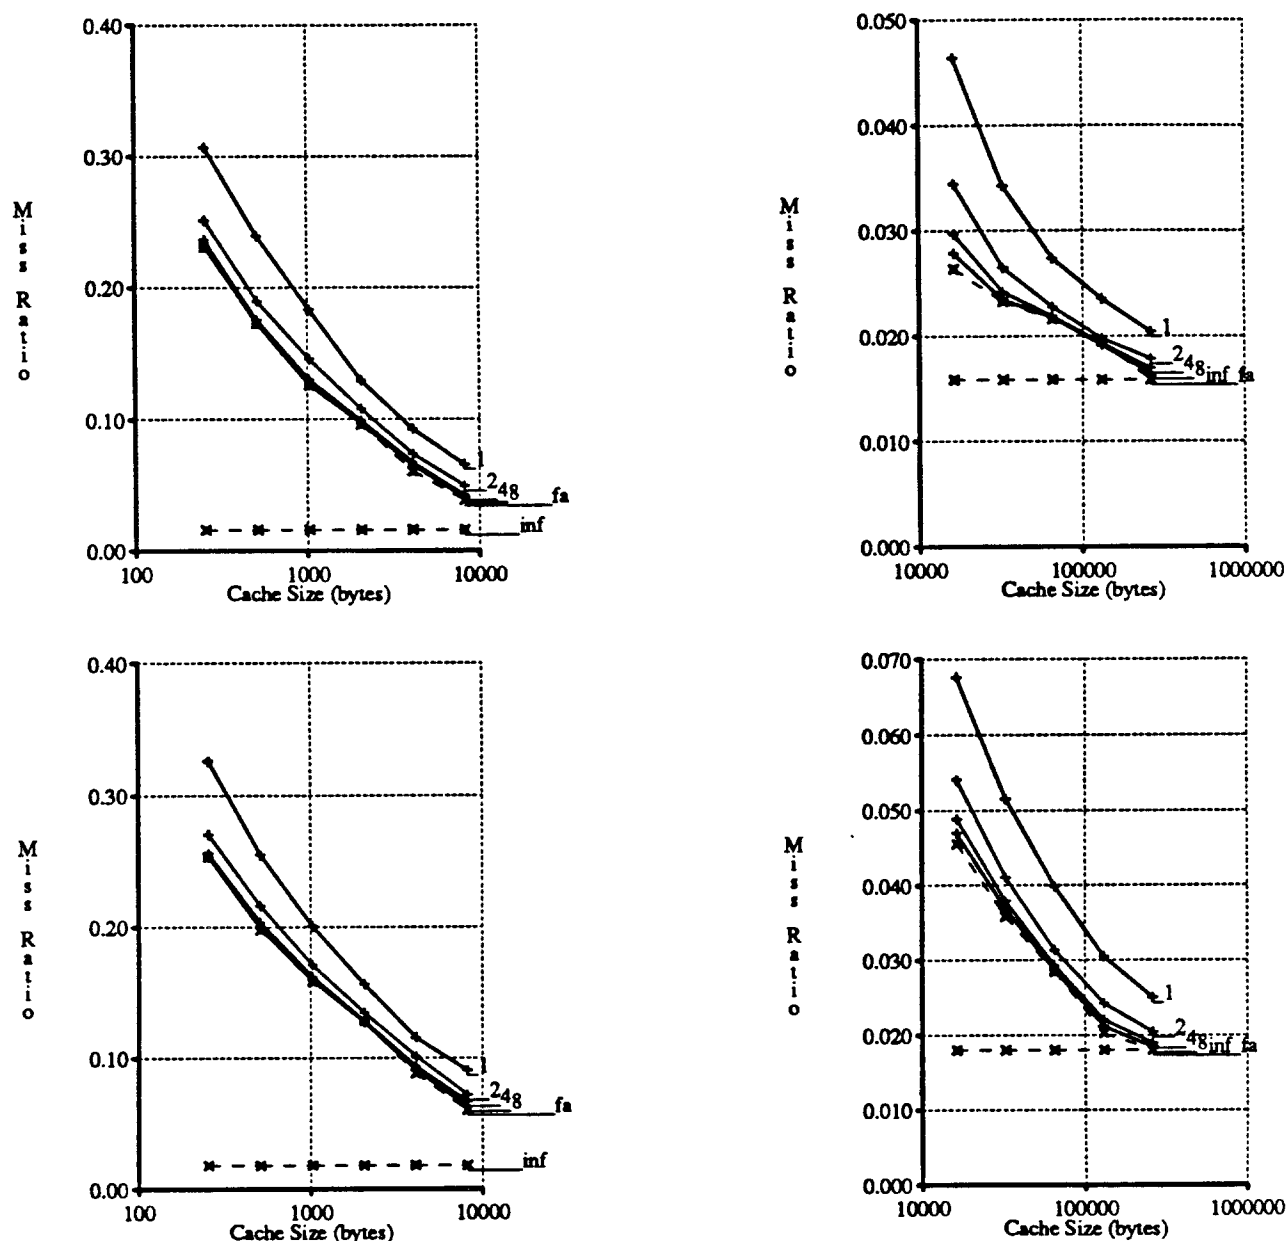 0.40
0.30
0.20
0.10
0.00
Miss Ratio
100 1000 10000
Cache Size (bytes)
1
2 4 8 fa
inf
0.050
0.040
0.030
0.020
0.010
0.000
Miss Ratio
10000 100000 1000000
Cache Size (bytes)
1
2 4 8 inf fa
0.40
0.30
0.20
0.10
0.00
Miss Ratio
100 1000 10000
Cache Size (bytes)
1
2 4 8 fa
inf
0.070
0.060
0.050
0.040
0.030
0.020
0.010
0.000
Miss Ratio
10000 100000 1000000
Cache Size (bytes)
1
2 4 8 inf fa